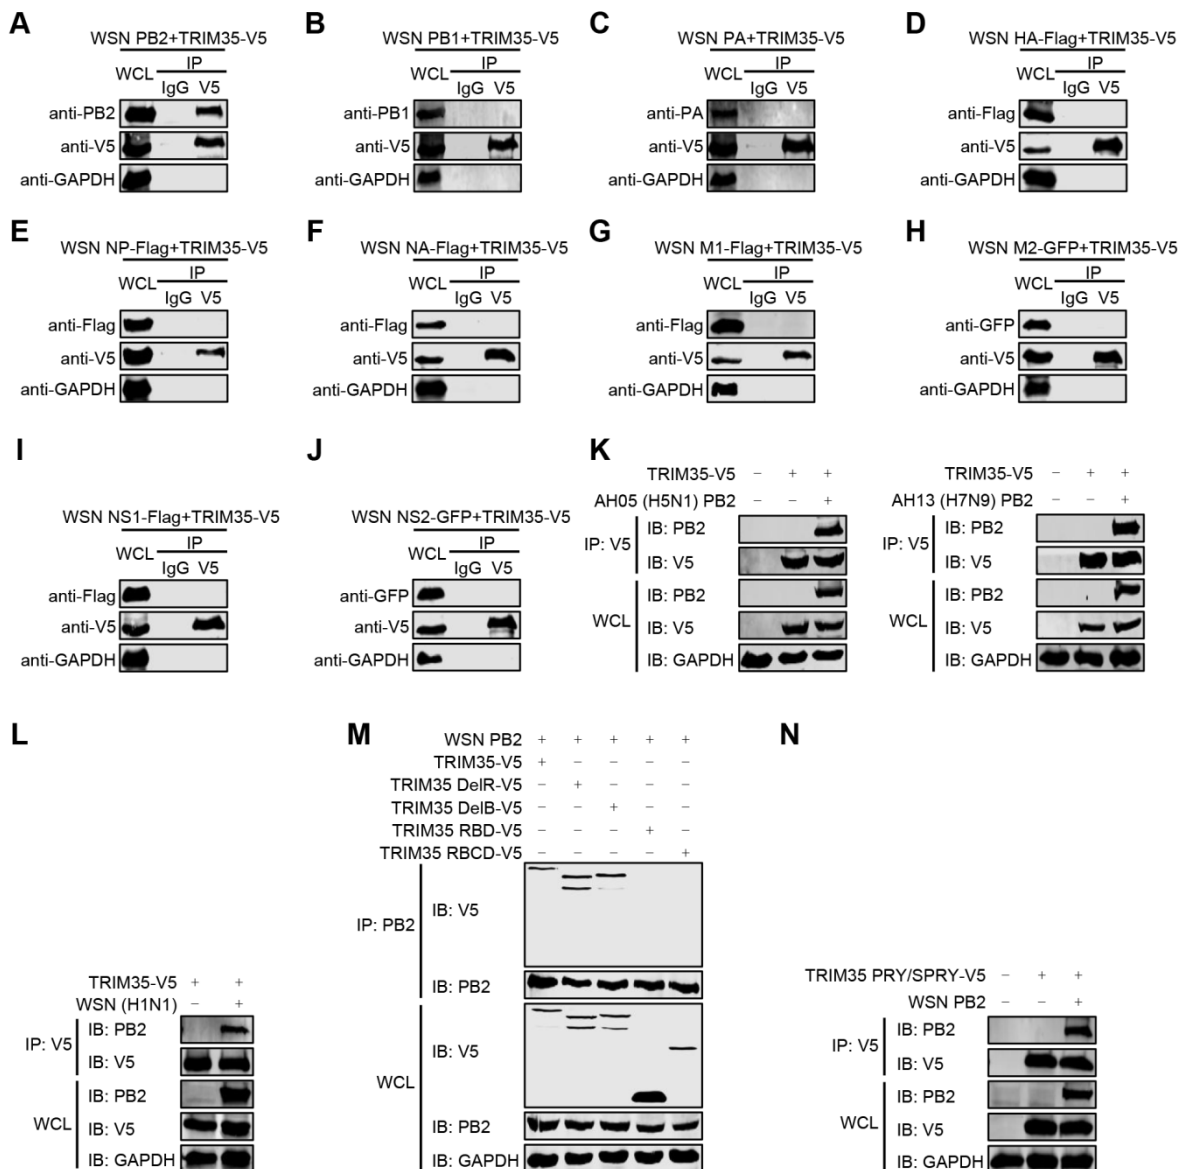 A
WSN PB2+TRIM35-V5
IP
WCL
IgG V5
anti-PB2
anti-V5
anti-GAPDH
B
WSN PB1+TRIM35-V5
IP
WCL
IgG V5
anti-PB1
anti-V5
anti-GAPDH
C
WSN PA+TRIM35-V5
IP
WCL
IgG V5
anti-PA
anti-V5
anti-GAPDH
D
WSN HA-Flag+TRIM35-V5
IP
WCL
IgG V5
anti-Flag
anti-V5
anti-GAPDH
E
WSN NP-Flag+TRIM35-V5
IP
WCL
IgG V5
anti-Flag
anti-V5
anti-GAPDH
F
WSN NA-Flag+TRIM35-V5
IP
WCL
IgG V5
anti-Flag
anti-V5
anti-GAPDH
G
WSN M1-Flag+TRIM35-V5
IP
WCL
IgG V5
anti-Flag
anti-V5
anti-GAPDH
H
WSN M2-GFP+TRIM35-V5
IP
WCL
IgG V5
anti-GFP
anti-V5
anti-GAPDH
I
WSN NS1-Flag+TRIM35-V5
IP
WCL
IgG V5
anti-Flag
anti-V5
anti-GAPDH
J
WSN NS2-GFP+TRIM35-V5
IP
WCL
IgG V5
anti-GFP
anti-V5
anti-GAPDH
K
TRIM35-V5 − + +
AH05 (H5N1) PB2 − − +
IP: V5
IB: PB2
IB: V5
WCL
IB: PB2
IB: V5
IB: GAPDH
TRIM35-V5 − + +
AH13 (H7N9) PB2 − − +
IP: V5
IB: PB2
IB: V5
WCL
IB: PB2
IB: V5
IB: GAPDH
L
TRIM35-V5 + +
WSN (H1N1) − +
IP: V5
IB: PB2
IB: V5
WCL
IB: PB2
IB: V5
IB: GAPDH
M
WSN PB2 + + + + +
TRIM35-V5 + − − − −
TRIM35 DelR-V5 − + − − −
TRIM35 DelB-V5 − − + − −
TRIM35 RBD-V5 − − − + −
TRIM35 RBCD-V5 − − − − +
IP: PB2
IB: V5
IB: PB2
WCL
IB: V5
IB: PB2
IB: GAPDH
N
TRIM35 PRY/SPRY-V5 − + +
WSN PB2 − − +
IP: V5
IB: PB2
IB: V5
WCL
IB: PB2
IB: V5
IB: GAPDH